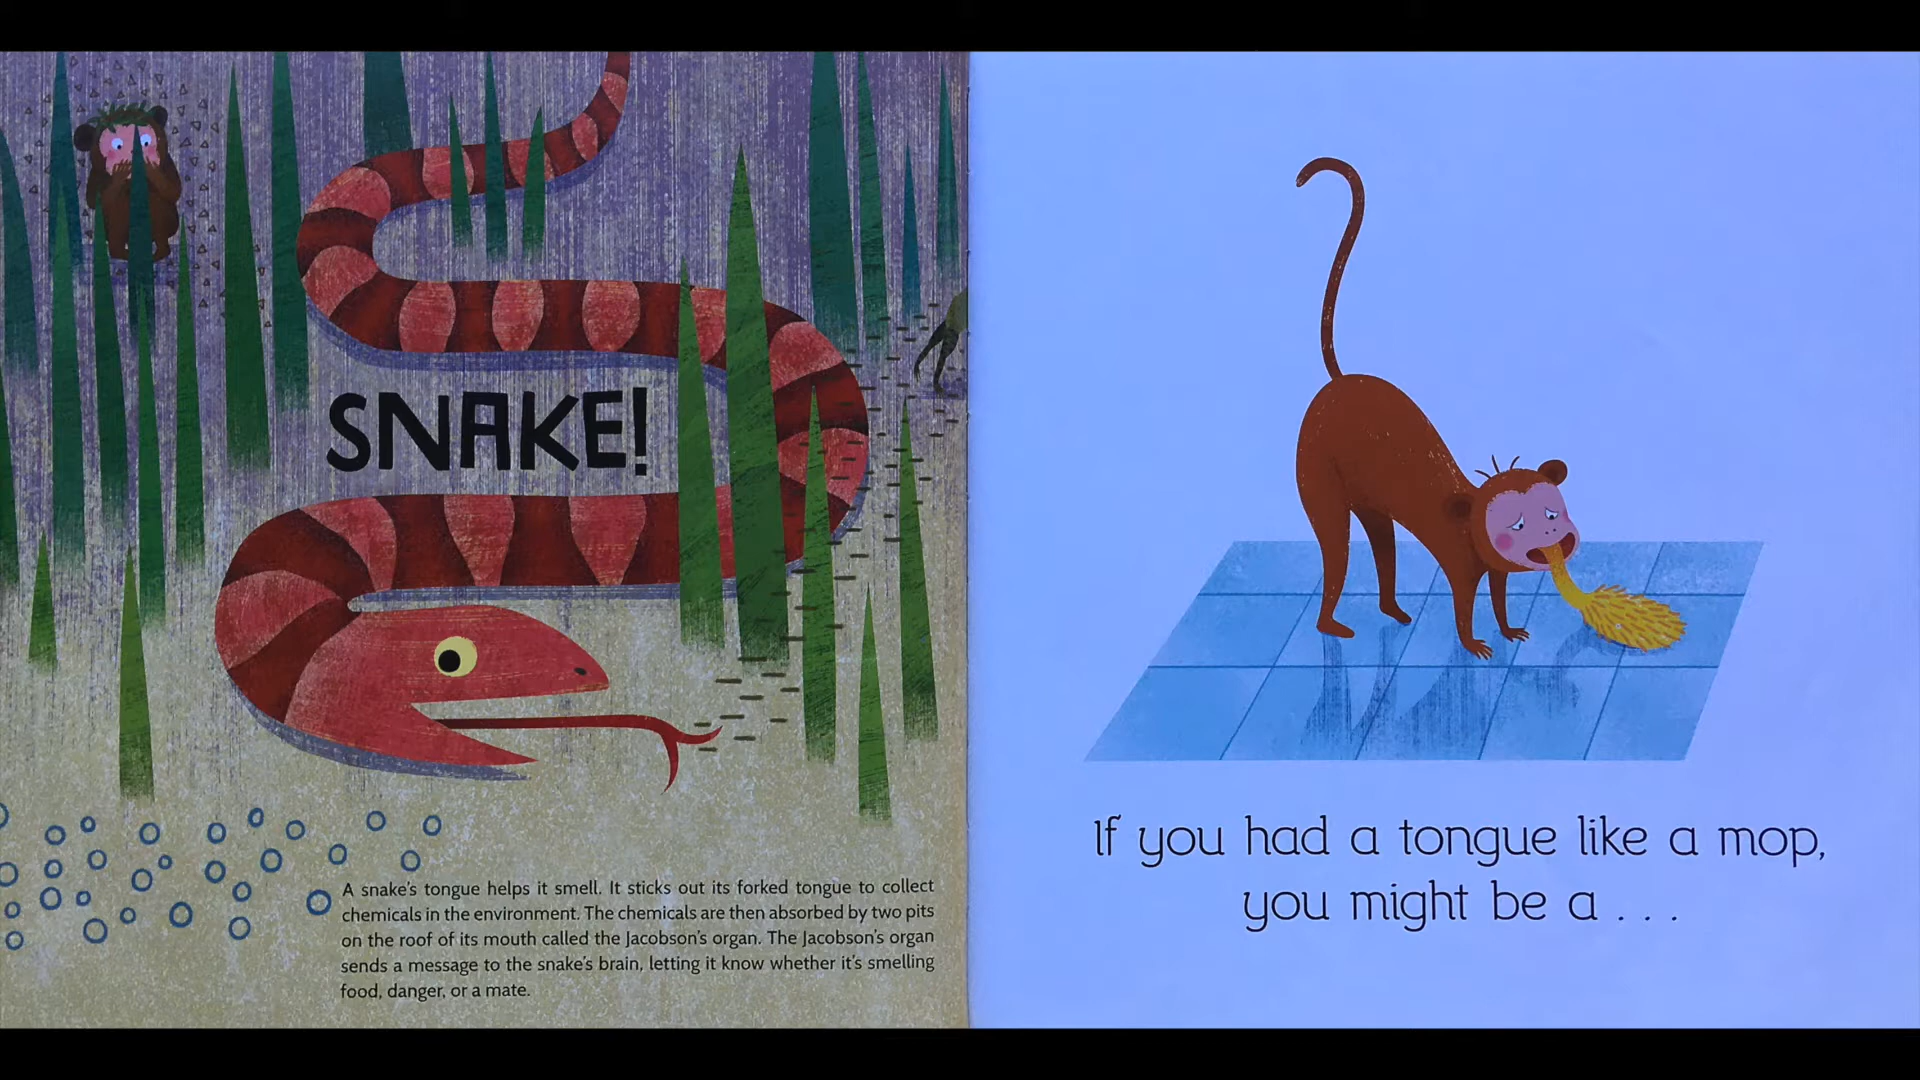 SNAKE!
A snake's tongue helps it smell. It sticks out its forked tongue to collect
chemicals in the environment. The chemicals are then absorbed by two pits
on the roof of its mouth called the Jacobson's organ. The Jacobson's organ
sends a message to the snake's brain, letting it know whether it's smelling
food, danger, or a mate.
If you had a tongue like a mop,
you might be a . . .